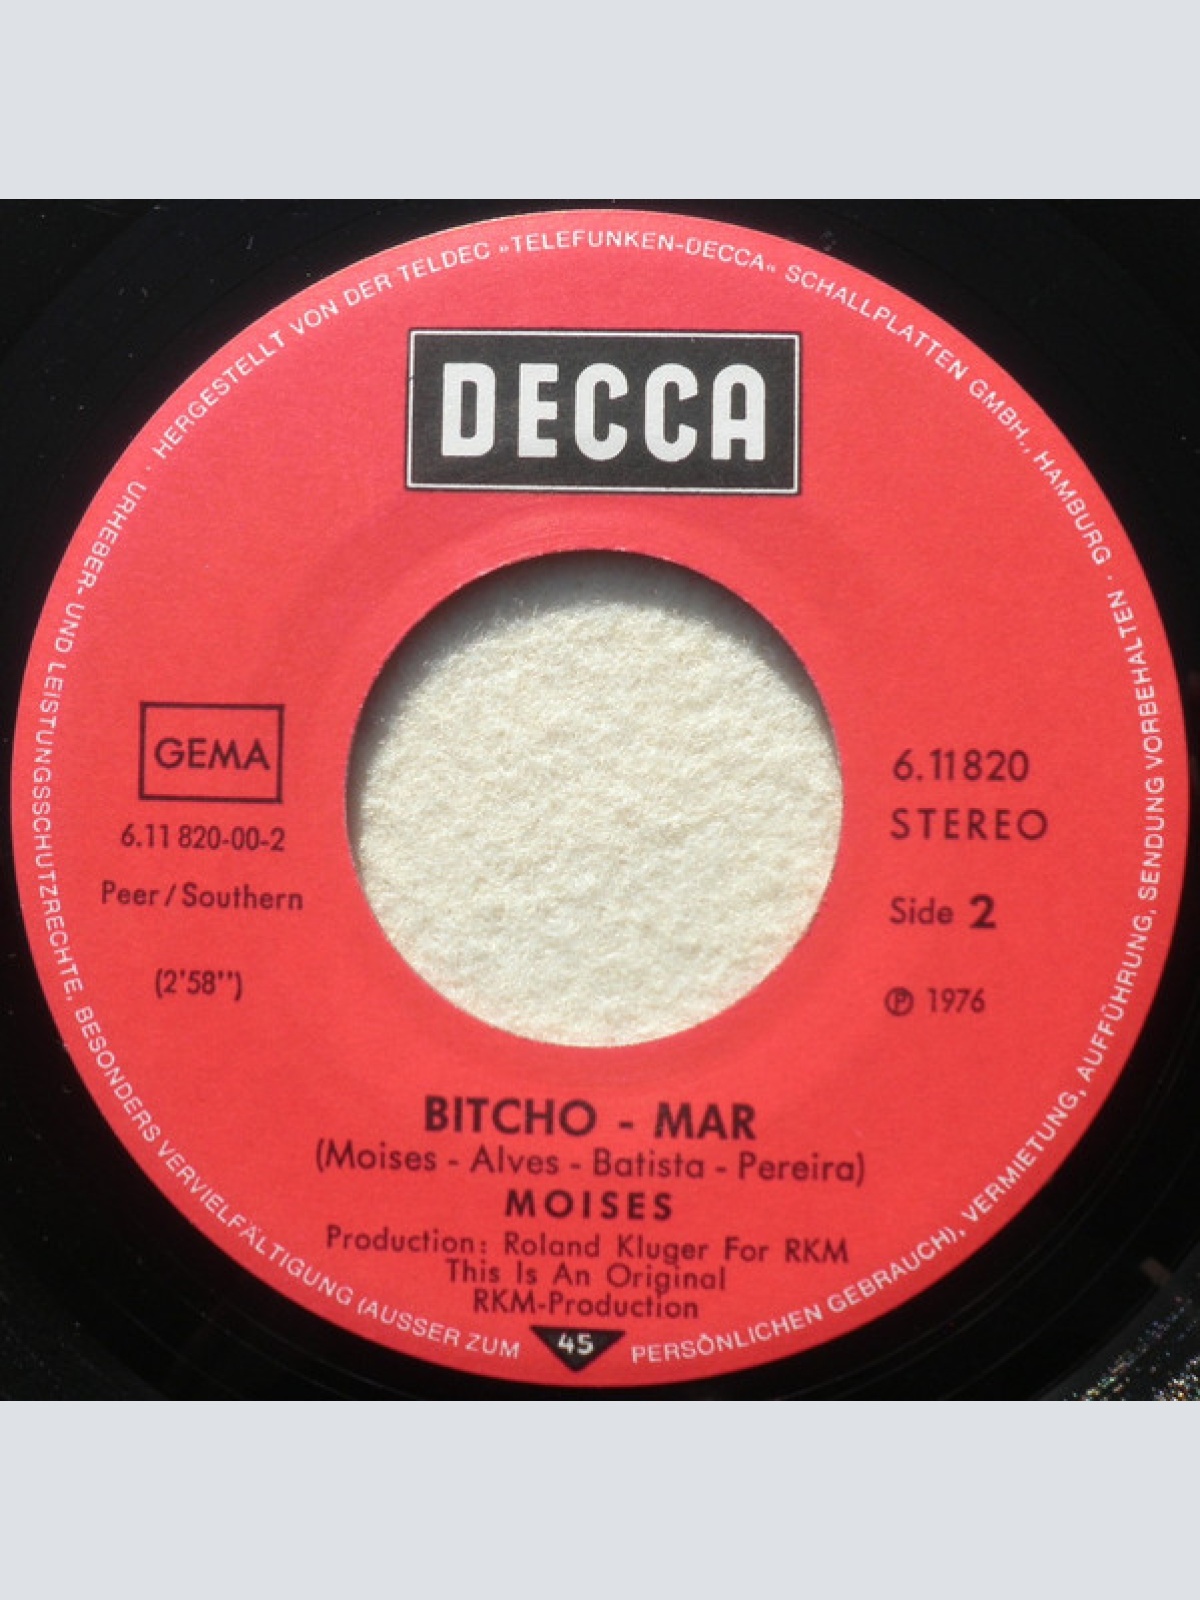 HERGESTELLT VON DER TELDEC »TELEFUNKEN-DECCA« SCHALLPLATTEN GMBH., HAMBURG · URHEBER- UND LEISTUNGSSCHUTZRECHTE, BESONDERS VERVIELFÄLTIGUNG (AUSSER ZUM PERSÖNLICHEN GEBRAUCH), VERMIETUNG, AUFFÜHRUNG, SENDUNG VORBEHALTEN ·
DECCA
GEMA
6.11 820-00-2
Peer/Southern
(2'58'')
6.11820
STEREO
Side 2
℗ 1976
BITCHO - MAR
(Moises - Alves - Batista - Pereira)
MOISES
Production: Roland Kluger For RKM
This Is An Original
RKM-Production
45